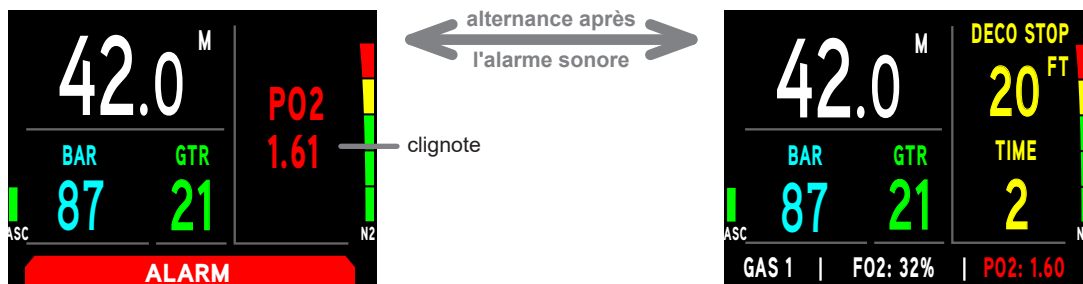 42.0 M
PO2
1.61
BAR
87
GTR
21
ASC
N2
ALARM
alternance après
l'alarme sonore
clignote
42.0 M
DECO STOP
20 FT
BAR
87
GTR
21
TIME
2
ASC
N
GAS 1 | FO2: 32% | PO2: 1.60